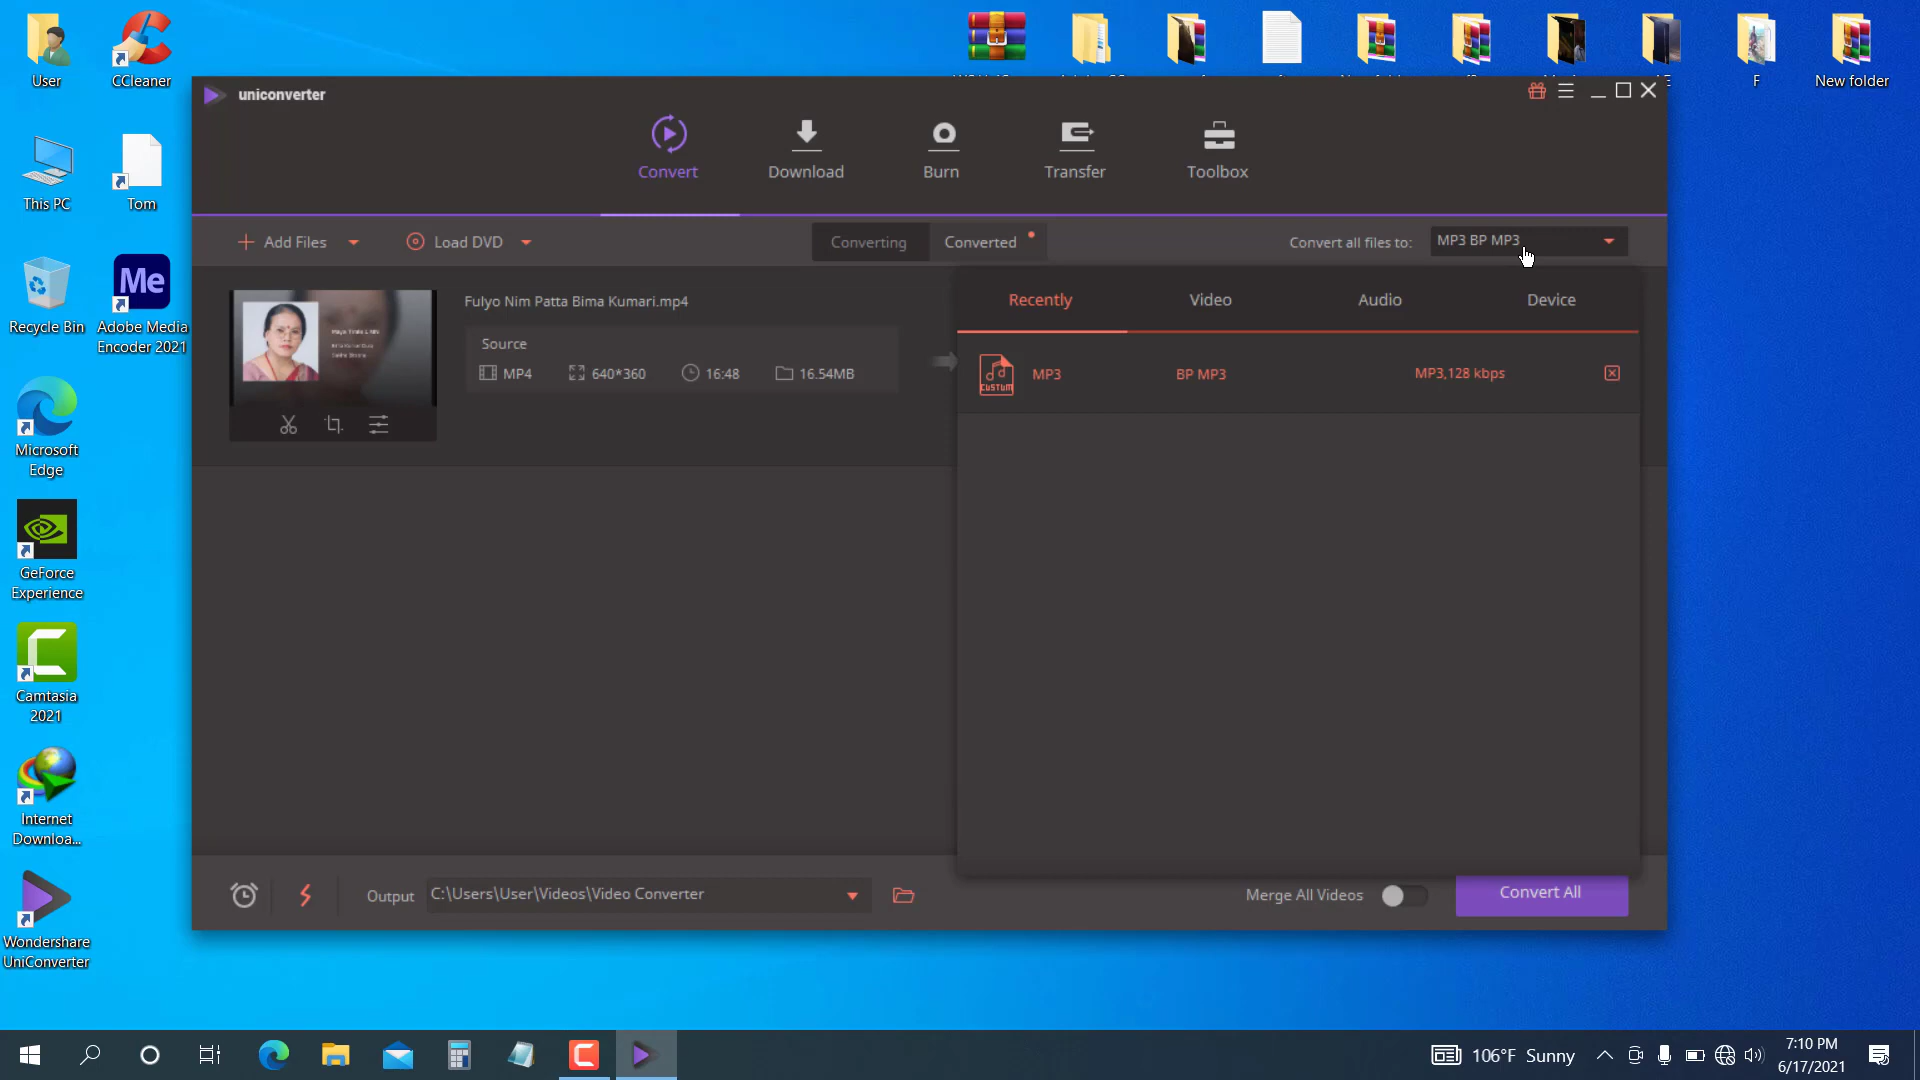 User
CCleaner
New folder
F
uniconverter
Convert
Download
Burn
Transfer
Toolbox
This PC
Tom
Add Files
Load DVD
Converting
Converted
Convert all files to:
MP3 BP MP3
Recently
Video
Audio
Device
Fulyo Nim Patta Bima Kumari.mp4
Source
MP4
640*360
16:48
16.54MB
CUSTOM
MP3
BP MP3
MP3,128 kbps
Recycle Bin
Me
Adobe Media
Encoder 2021
Microsoft
Edge
GeForce
Experience
Camtasia
2021
Internet
Downloa...
Wondershare
UniConverter
Output
C:\Users\User\Videos\Video Converter
Merge All Videos
Convert All
106°F Sunny
7:10 PM
6/17/2021